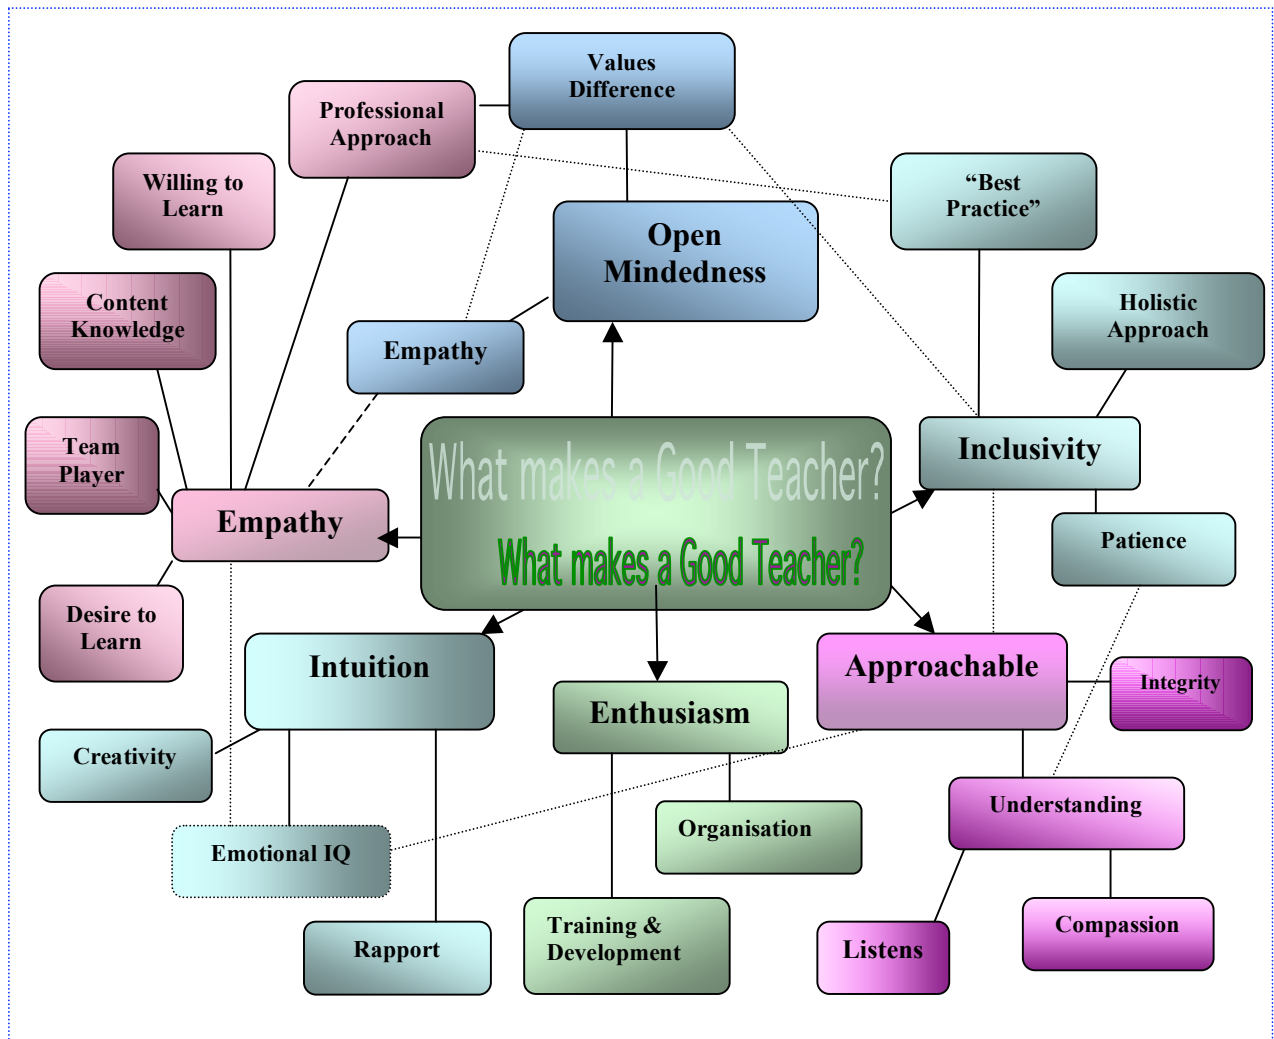 Values
Difference
Professional
Approach
Willing to
Learn
“Best
Practice”
Open
Mindedness
Content
Knowledge
Holistic
Approach
Empathy
Team
Player
What makes a Good Teacher?
Inclusivity
Empathy
What makes a Good Teacher?
Patience
Desire to
Learn
Intuition
Approachable
Integrity
Enthusiasm
Creativity
Understanding
Organisation
Emotional IQ
Training &
Development
Rapport
Listens
Compassion